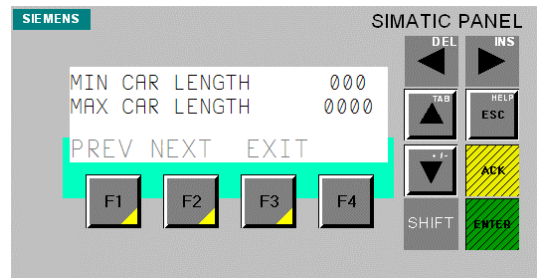 SIEMENS
SIMATIC PANEL
DEL
INS
MIN CAR LENGTH 000
MAX CAR LENGTH 0000
TAB
HELP
ESC
PREV NEXT EXIT
+/-
ACK
F1 F2 F3 F4
SHIFT
ENTER